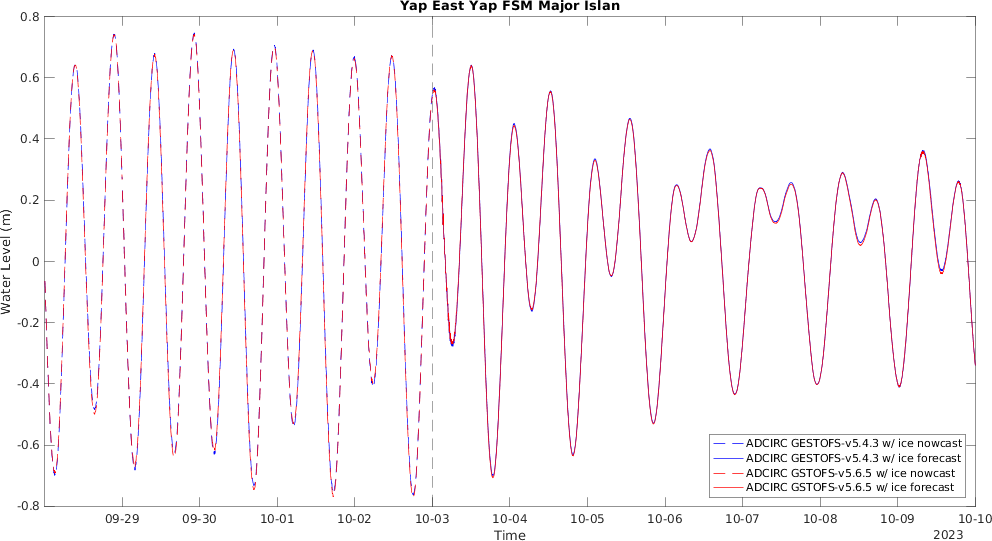 Yap East Yap FSM Major Islan
Water Level (m)
0.8
0.6
0.4
0.2
0
-0.2
-0.4
-0.6
-0.8
09-29 09-30 10-01 10-02 10-03 10-04 10-05 10-06 10-07 10-08 10-09 10-10
Time
2023
ADCIRC GESTOFS-v5.4.3 w/ ice nowcast
ADCIRC GESTOFS-v5.4.3 w/ ice forecast
ADCIRC GSTOFS-v5.6.5 w/ ice nowcast
ADCIRC GSTOFS-v5.6.5 w/ ice forecast